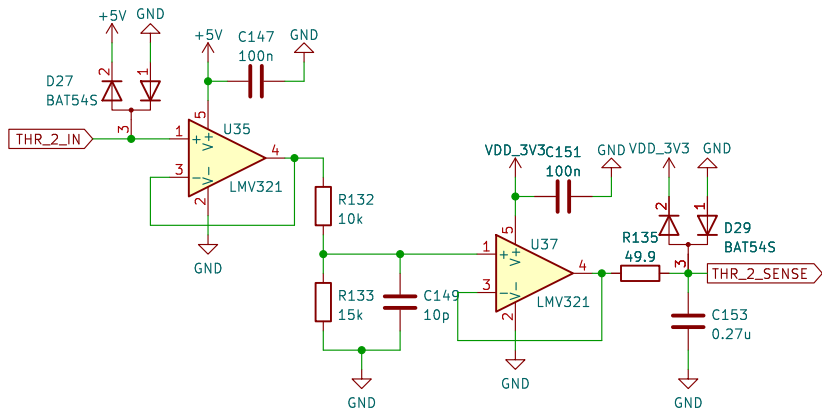 +5V
GND
2
1
D27
BAT54S
3
THR_2_IN
+5V
C147
100n
GND
5
U35
1
+
V+
4
3
−
V−
LMV321
2
GND
R132
10k
R133
15k
C149
10p
GND
VDD_3V3
C151
100n
GND
5
U37
1
+
V+
4
3
−
V−
LMV321
2
GND
R135
49.9
VDD_3V3
GND
2
1
D29
BAT54S
3
THR_2_SENSE
C153
0.27u
GND